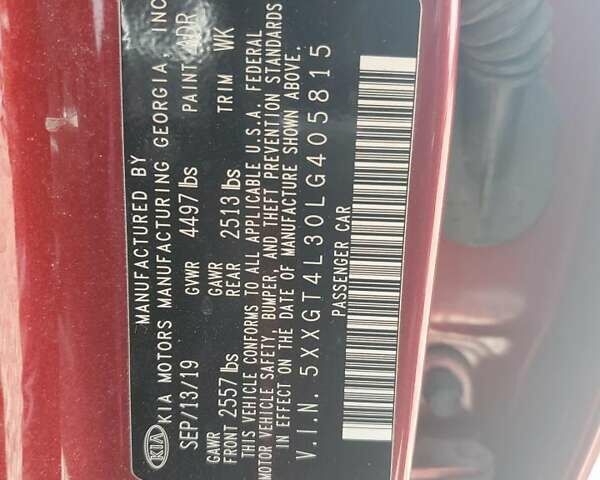 MANUFACTURED BY
KIA KIA MOTORS MANUFACTURING GEORGIA INC
SEP/13/19 GVWR 4497 lbs PAINT 4DR
GAWR FRONT 2557 lbs GAWR REAR 2513 lbs TRIM WK
THIS VEHICLE CONFORMS TO ALL APPLICABLE U.S.A. FEDERAL
MOTOR VEHICLE SAFETY, BUMPER, AND THEFT PREVENTION STANDARDS
IN EFFECT ON THE DATE OF MANUFACTURE SHOWN ABOVE.
V.I.N. 5XXGT4L30LG405815
PASSENGER CAR